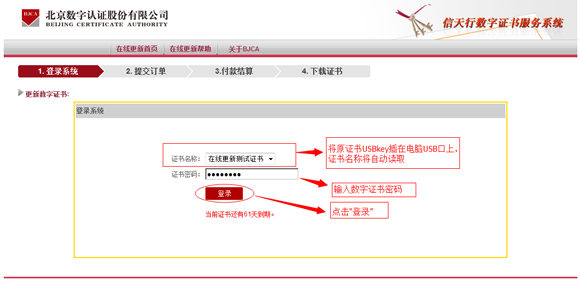 BJCA
北京数字认证股份有限公司
BEIJING CERTIFICATE AUTHORITY
信天行数字证书服务系统
在线更新首页 在线更新帮助 关于BJCA
1. 登录系统 2. 提交订单 3.付款结算 4. 下载证书
更新数字证书:
登录系统
证书名称: 在线更新测试证书
将原证书USBkey插在电脑USB口上，
证书名称将自动读取
证书密码: ●●●●●●●●
输入数字证书密码
登录
点击“登录”
当前证书还有61天到期。